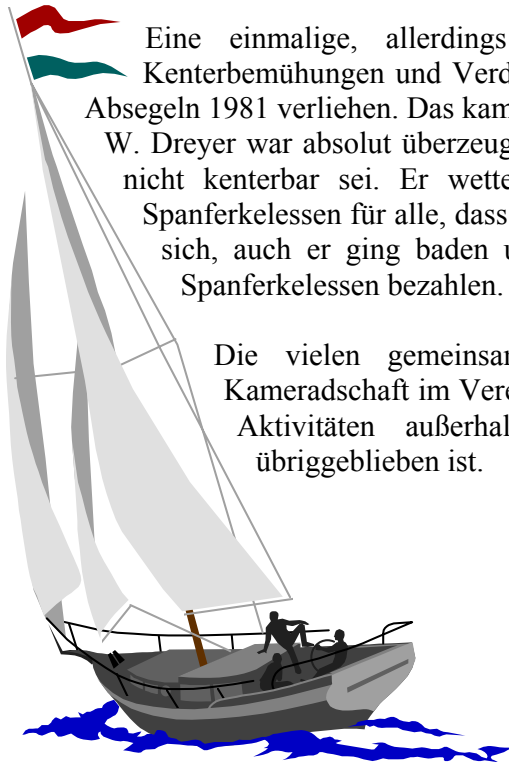 Eine einmalige, allerdings
Kenterbemühungen und Verd
Absegeln 1981 verliehen. Das kam
W. Dreyer war absolut überzeug
nicht kenterbar sei. Er wette
Spanferkelessen für alle, dass
sich, auch er ging baden u
Spanferkelessen bezahlen.
Die vielen gemeinsar
Kameradschaft im Vere
Aktivitäten außerhal
übriggeblieben ist.